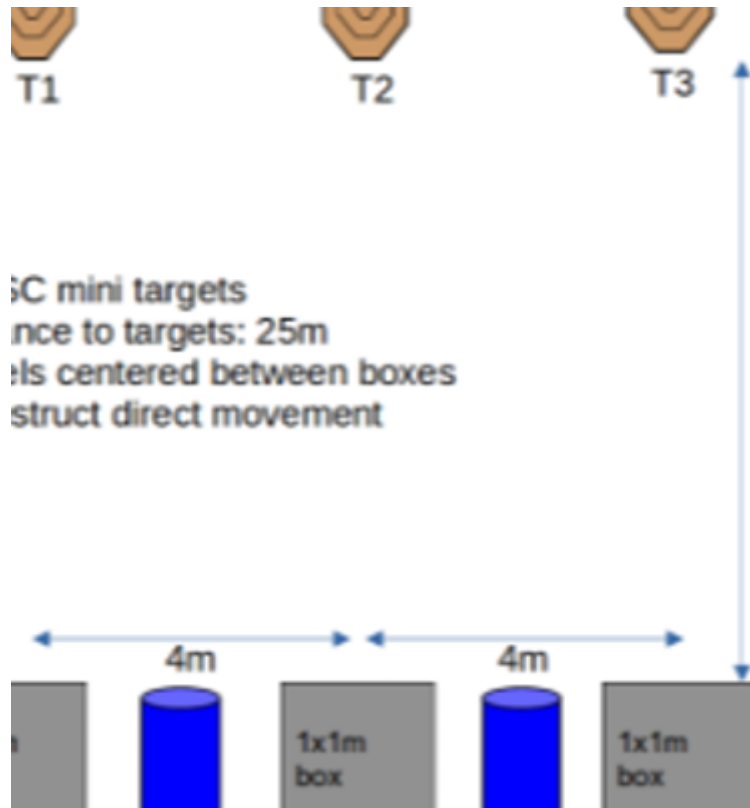 T1 T2 T3
SC mini targets
nce to targets: 25m
els centered between boxes
struct direct movement
4m 4m
1x1m 1x1m
box box